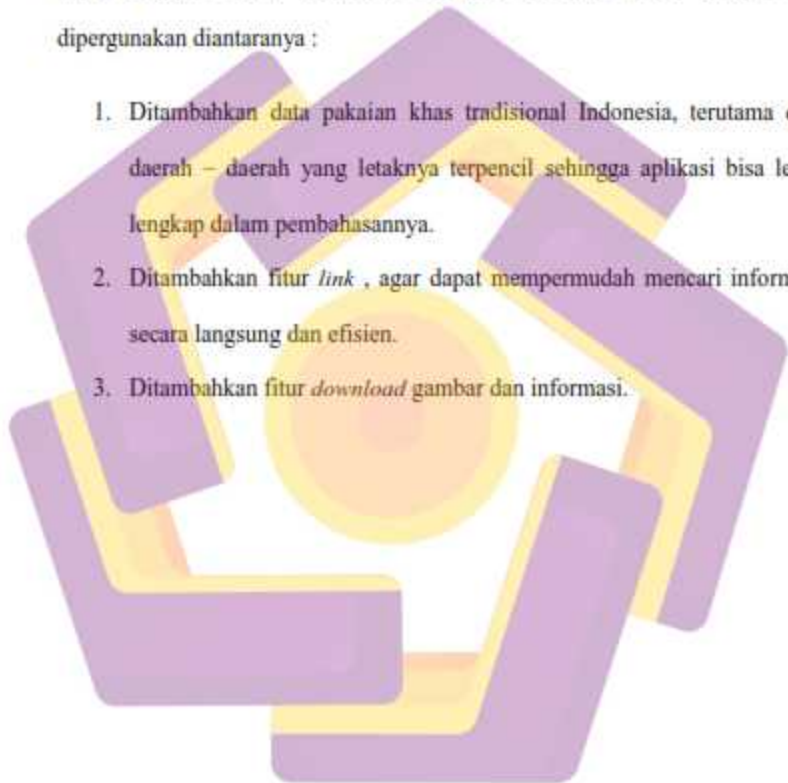 dipergunakan diantaranya :
1. Ditambahkan data pakaian khas tradisional Indonesia, terutama
daerah – daerah yang letaknya terpencil sehingga aplikasi bisa
lengkap dalam pembahasannya.
2. Ditambahkan fitur link , agar dapat mempermudah mencari
secara langsung dan efisien.
3. Ditambahkan fitur download gambar dan informasi.